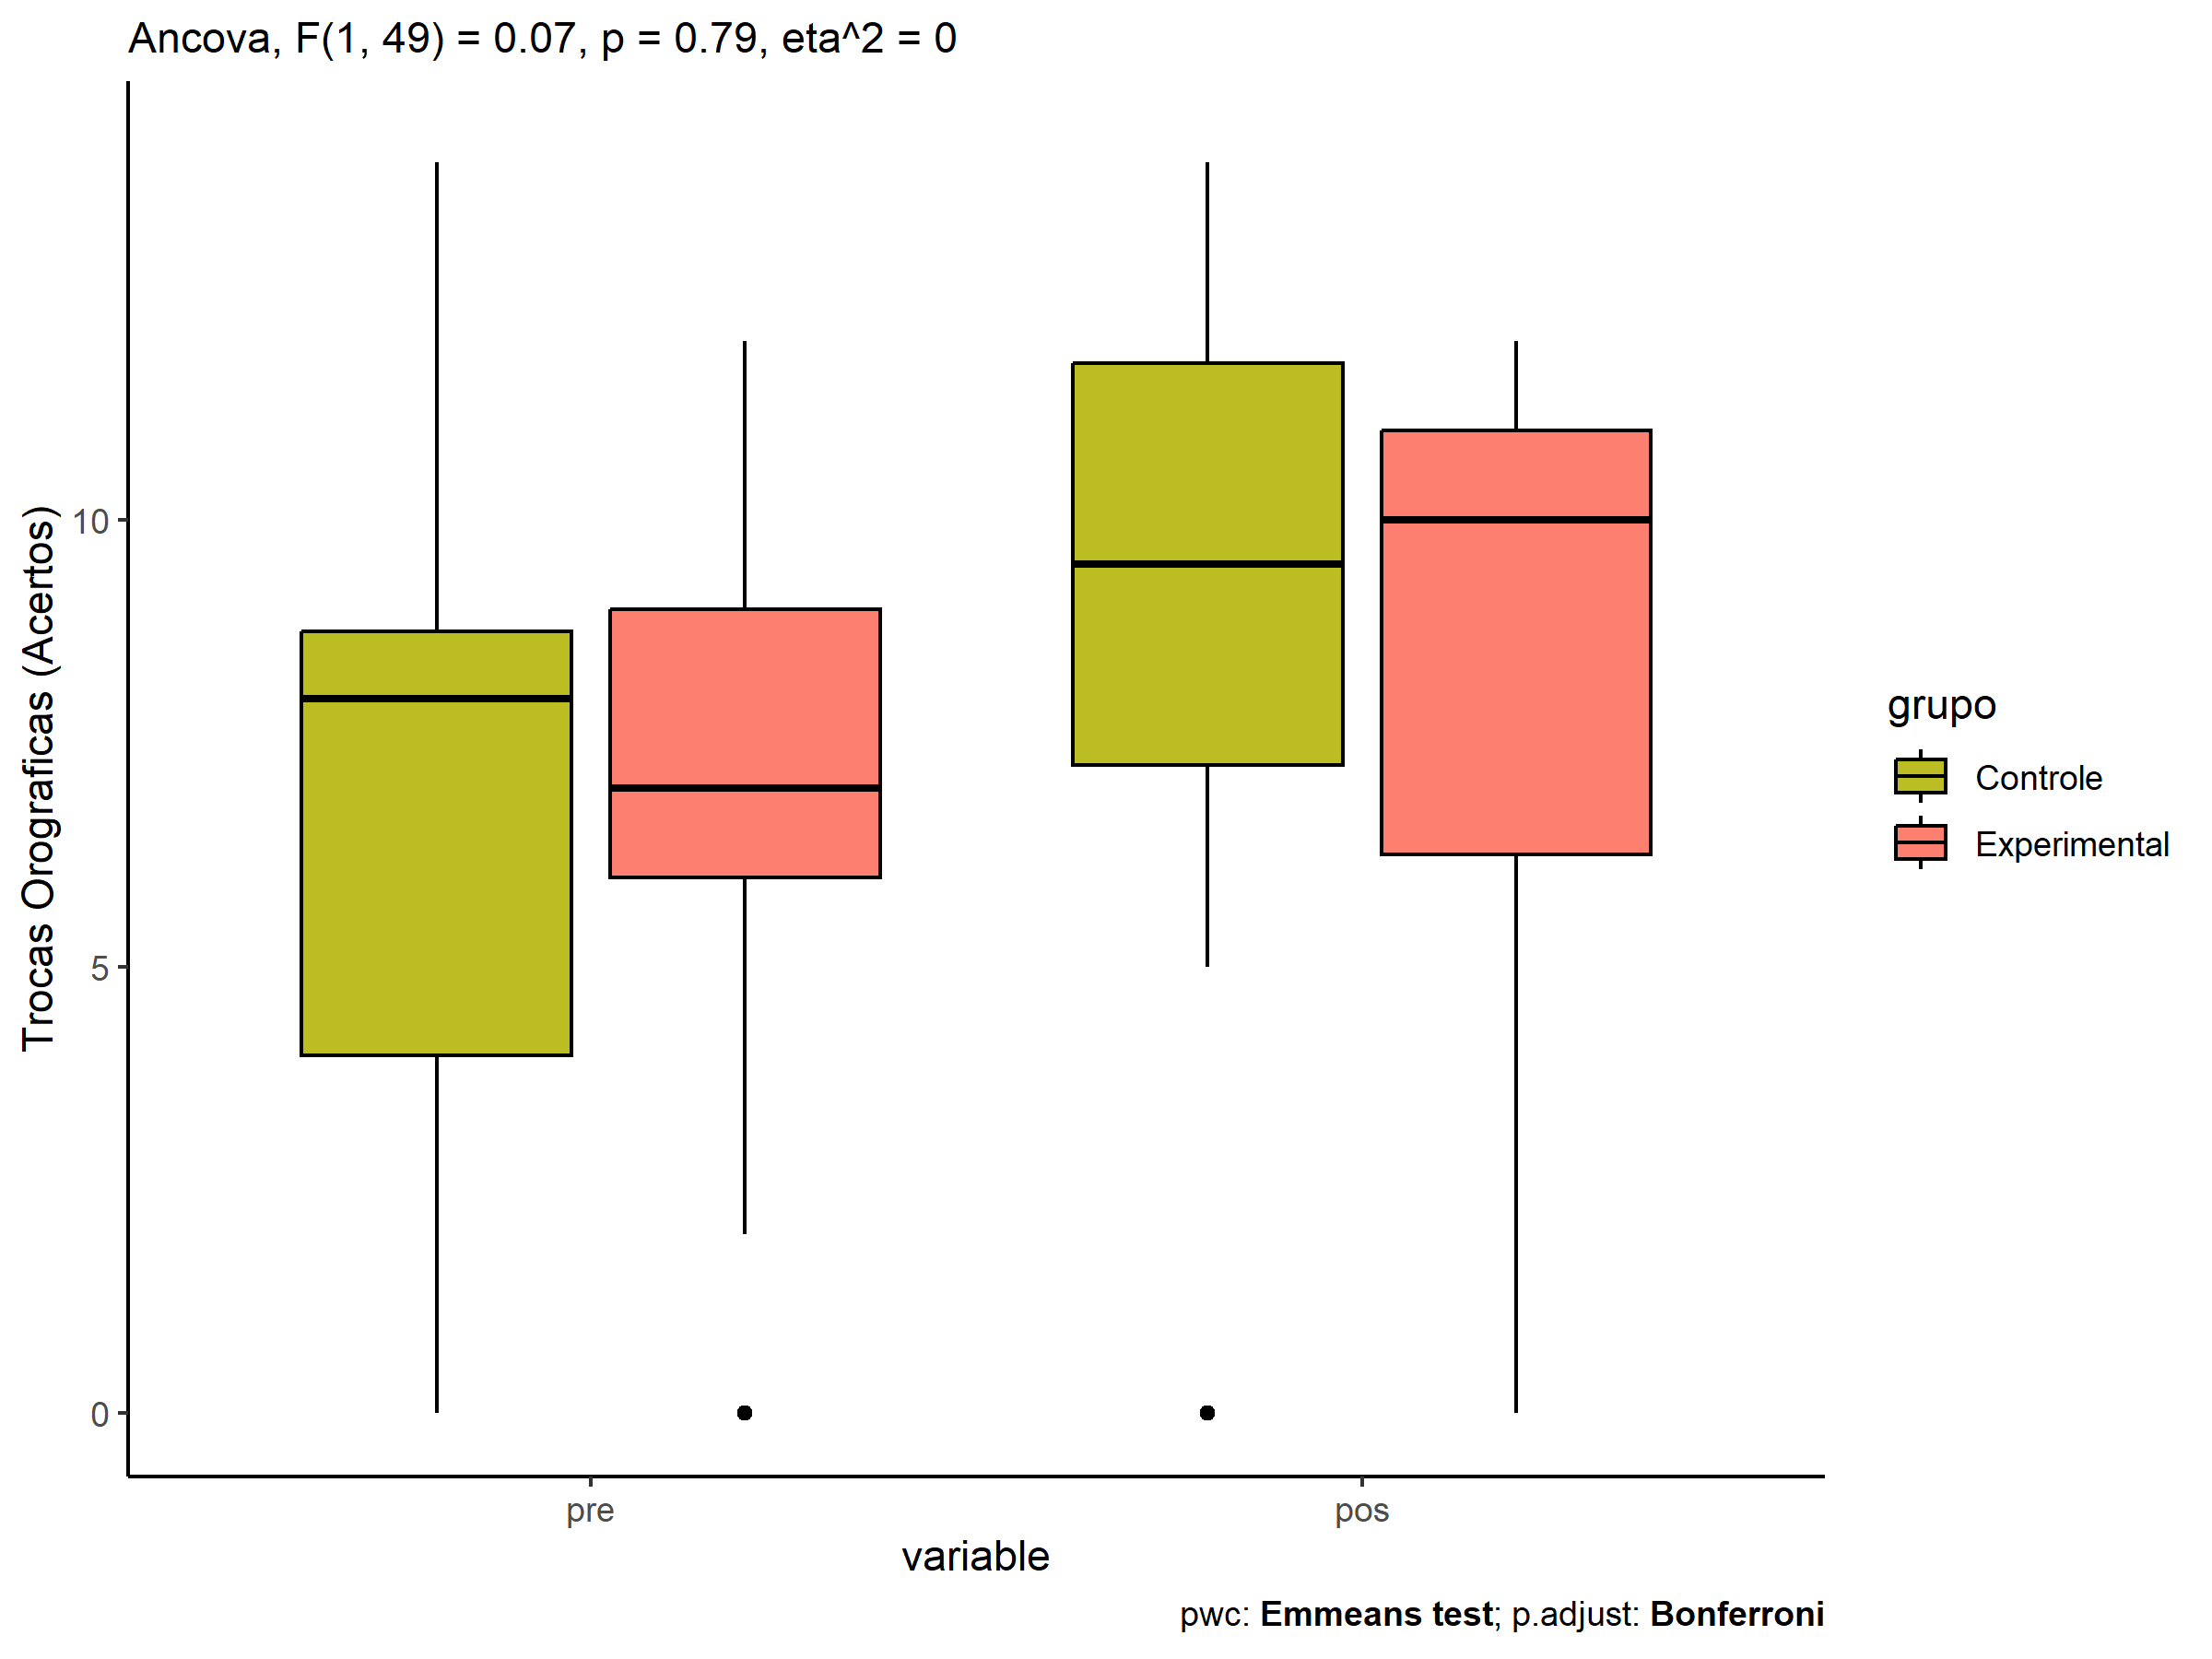 Ancova, F(1, 49) = 0.07, p = 0.79, eta^2 = 0
Trocas Orograficas (Acertos)
10
5
0
pre
pos
variable
grupo
Controle
Experimental
pwc: Emmeans test; p.adjust: Bonferroni